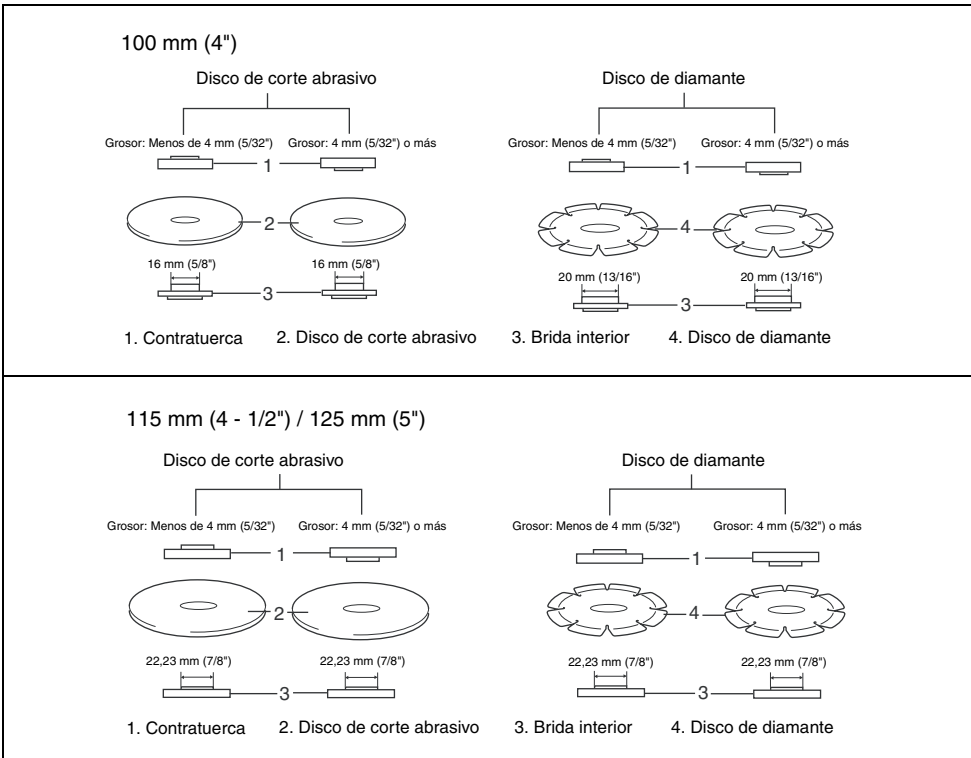 100 mm (4")
Disco de corte abrasivo
Disco de diamante
Grosor: Menos de 4 mm (5/32") Grosor: 4 mm (5/32") o más
Grosor: Menos de 4 mm (5/32") Grosor: 4 mm (5/32") o más
1
1
2
4
16 mm (5/8") 16 mm (5/8")
20 mm (13/16") 20 mm (13/16")
3
3
1. Contratuerca 2. Disco de corte abrasivo 3. Brida interior 4. Disco de diamante
115 mm (4 - 1/2") / 125 mm (5")
Disco de corte abrasivo
Disco de diamante
Grosor: Menos de 4 mm (5/32") Grosor: 4 mm (5/32") o más
Grosor: Menos de 4 mm (5/32") Grosor: 4 mm (5/32") o más
1
1
2
4
22,23 mm (7/8") 22,23 mm (7/8")
22,23 mm (7/8") 22,23 mm (7/8")
3
3
1. Contratuerca 2. Disco de corte abrasivo 3. Brida interior 4. Disco de diamante